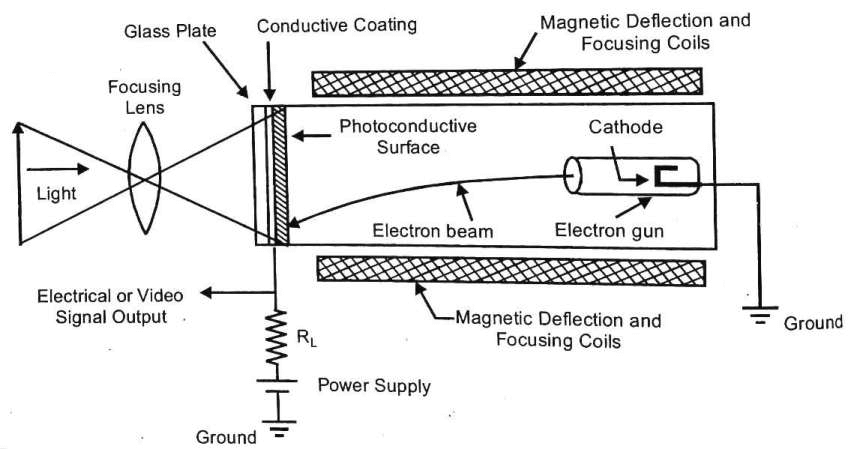 Glass Plate
Conductive Coating
Magnetic Deflection and
Focusing Coils
Focusing
Lens
Photoconductive
Surface
Cathode
Light
Electron beam
Electron gun
Electrical or Video
Signal Output
Magnetic Deflection and
Focusing Coils
Ground
RL
Power Supply
Ground